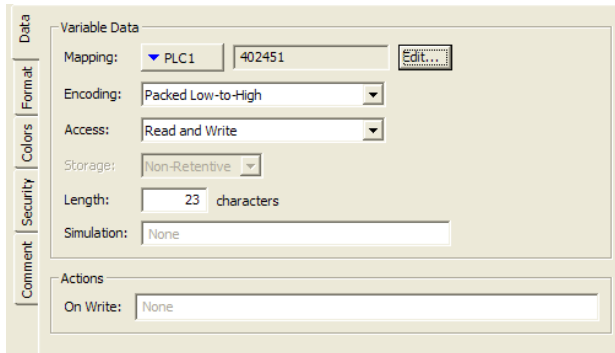 Data
Format
Colors
Security
Comment
Variable Data
Mapping: PLC1 402451 Edit...
Encoding: Packed Low-to-High
Access: Read and Write
Storage: Non-Retentive
Length: 23 characters
Simulation: None
Actions
On Write: None